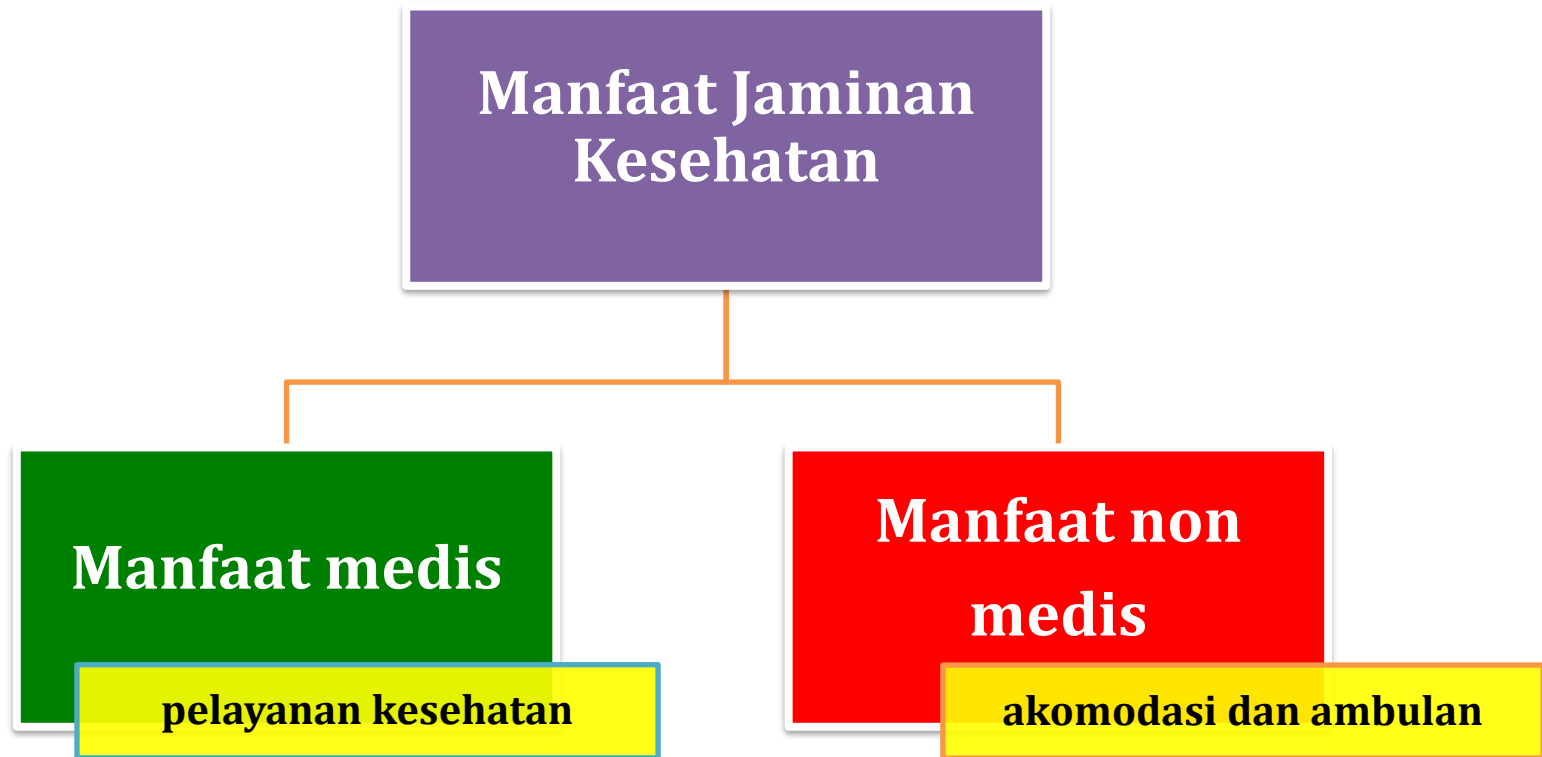 Manfaat Jaminan
Kesehatan
Manfaat medis
pelayanan kesehatan
Manfaat non
medis
akomodasi dan ambulan